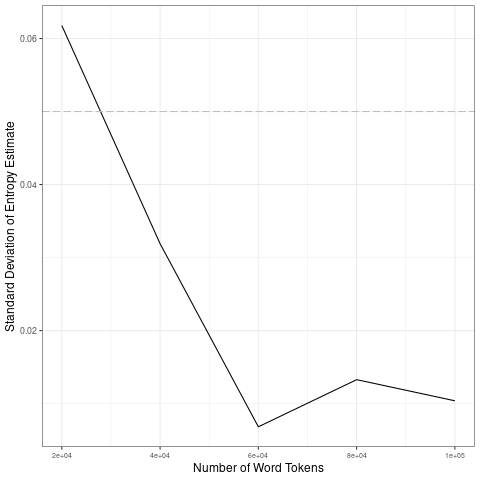 0.06
0.04
0.02
Standard Deviation of Entropy Estimate
2e+04 4e+04 6e+04 8e+04 1e+05
Number of Word Tokens